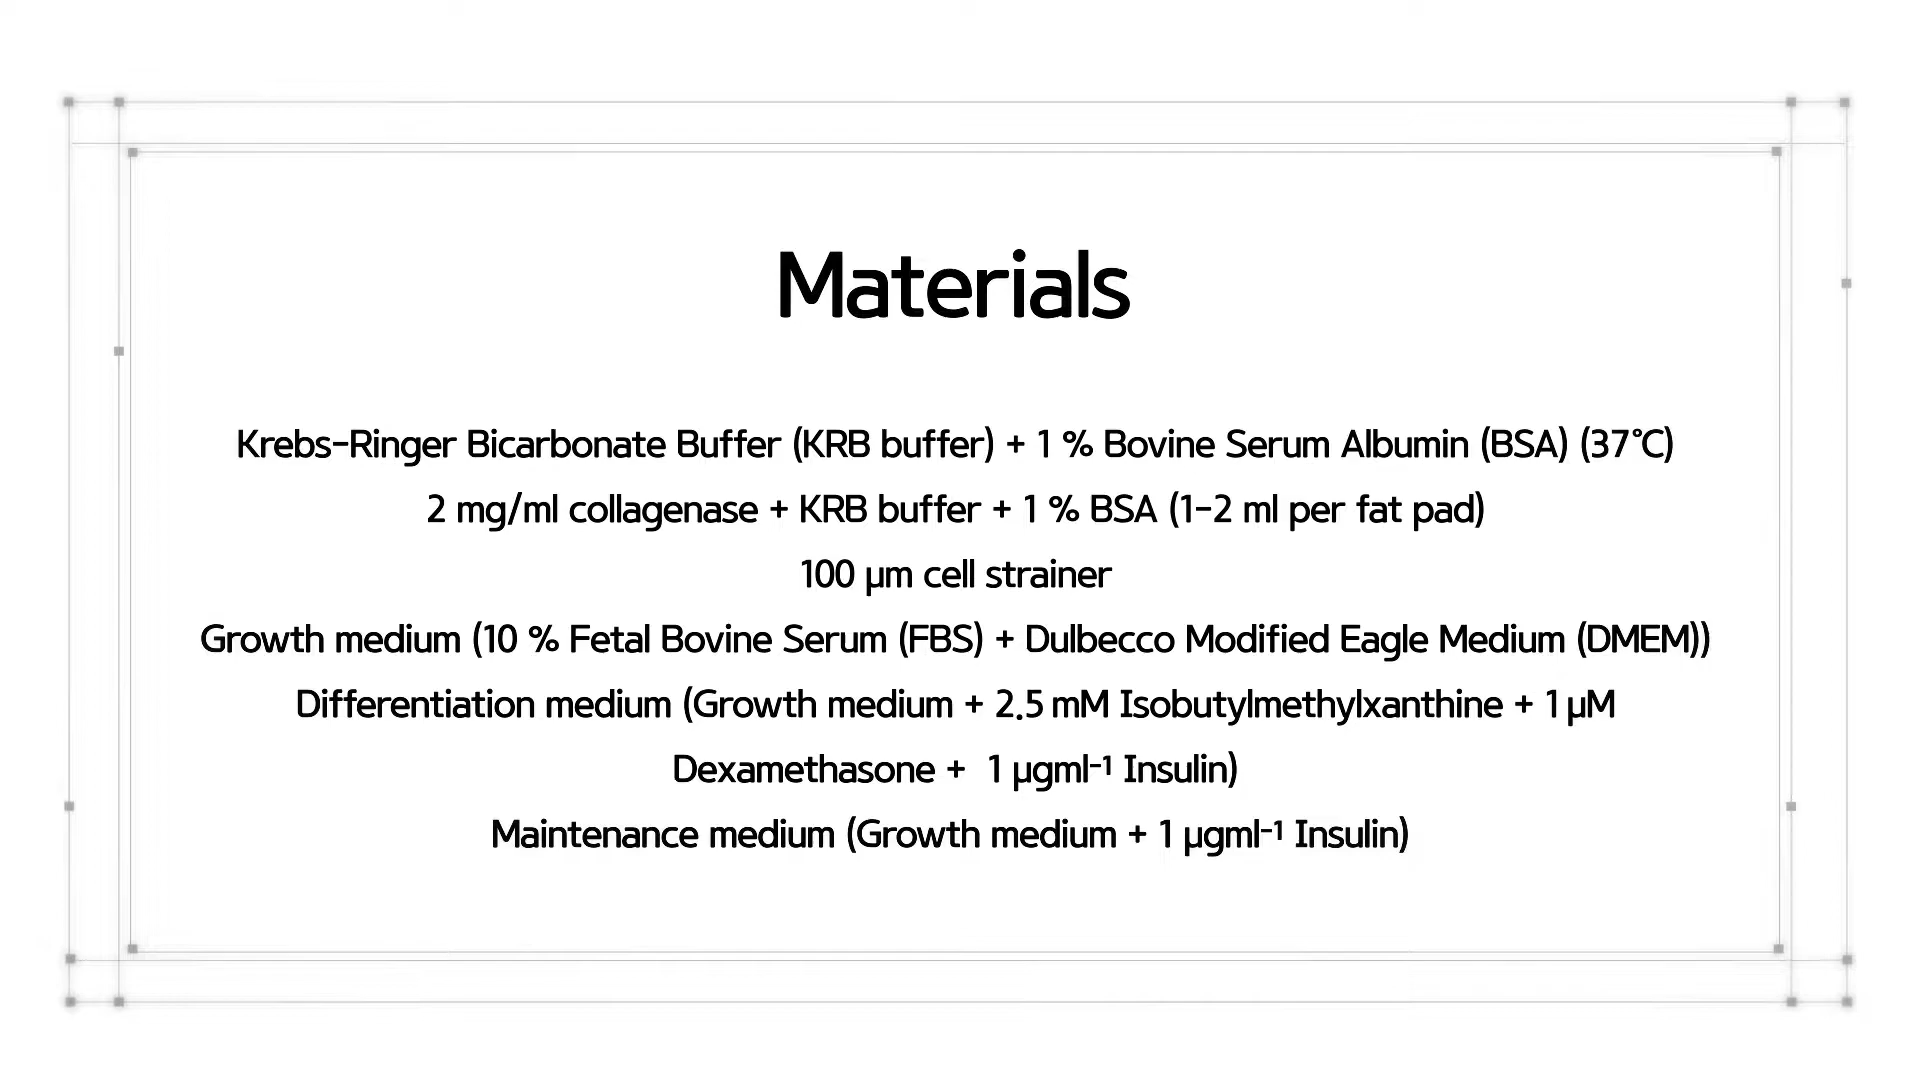 Materials
Krebs-Ringer Bicarbonate Buffer (KRB buffer) + 1 % Bovine Serum Albumin (BSA) (37℃)
2 mg/ml collagenase + KRB buffer + 1 % BSA (1-2 ml per fat pad)
100 μm cell strainer
Growth medium (10 % Fetal Bovine Serum (FBS) + Dulbecco Modified Eagle Medium (DMEM))
Differentiation medium (Growth medium + 2.5 mM Isobutylmethylxanthine + 1 μM
Dexamethasone +  1 μgml⁻¹ Insulin)
Maintenance medium (Growth medium + 1 μgml⁻¹ Insulin)